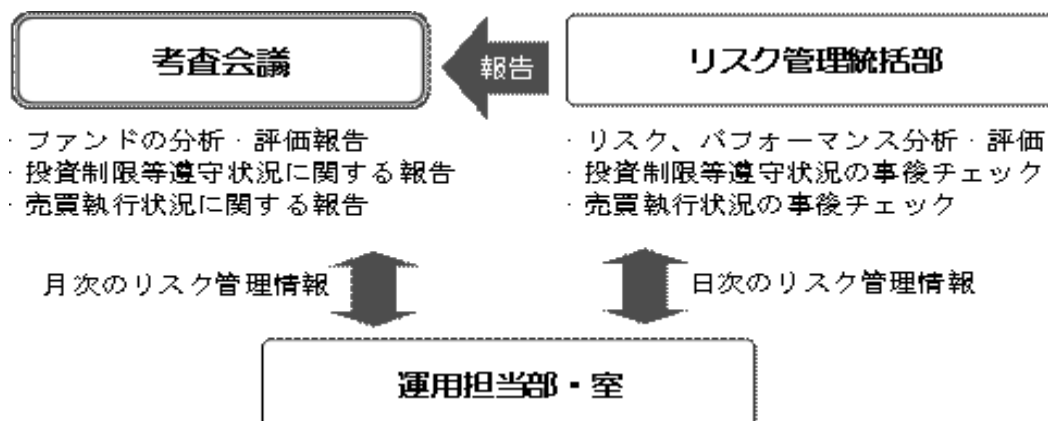 考査会議
報告
リスク管理統括部
· ファンドの分析・評価報告
· 投資制限等遵守状況に関する報告
· 売買執行状況に関する報告
· リスク、パフォーマンス分析・評価
· 投資制限等遵守状況の事後チェック
· 売買執行状況の事後チェック
月次のリスク管理情報
日次のリスク管理情報
運用担当部・室